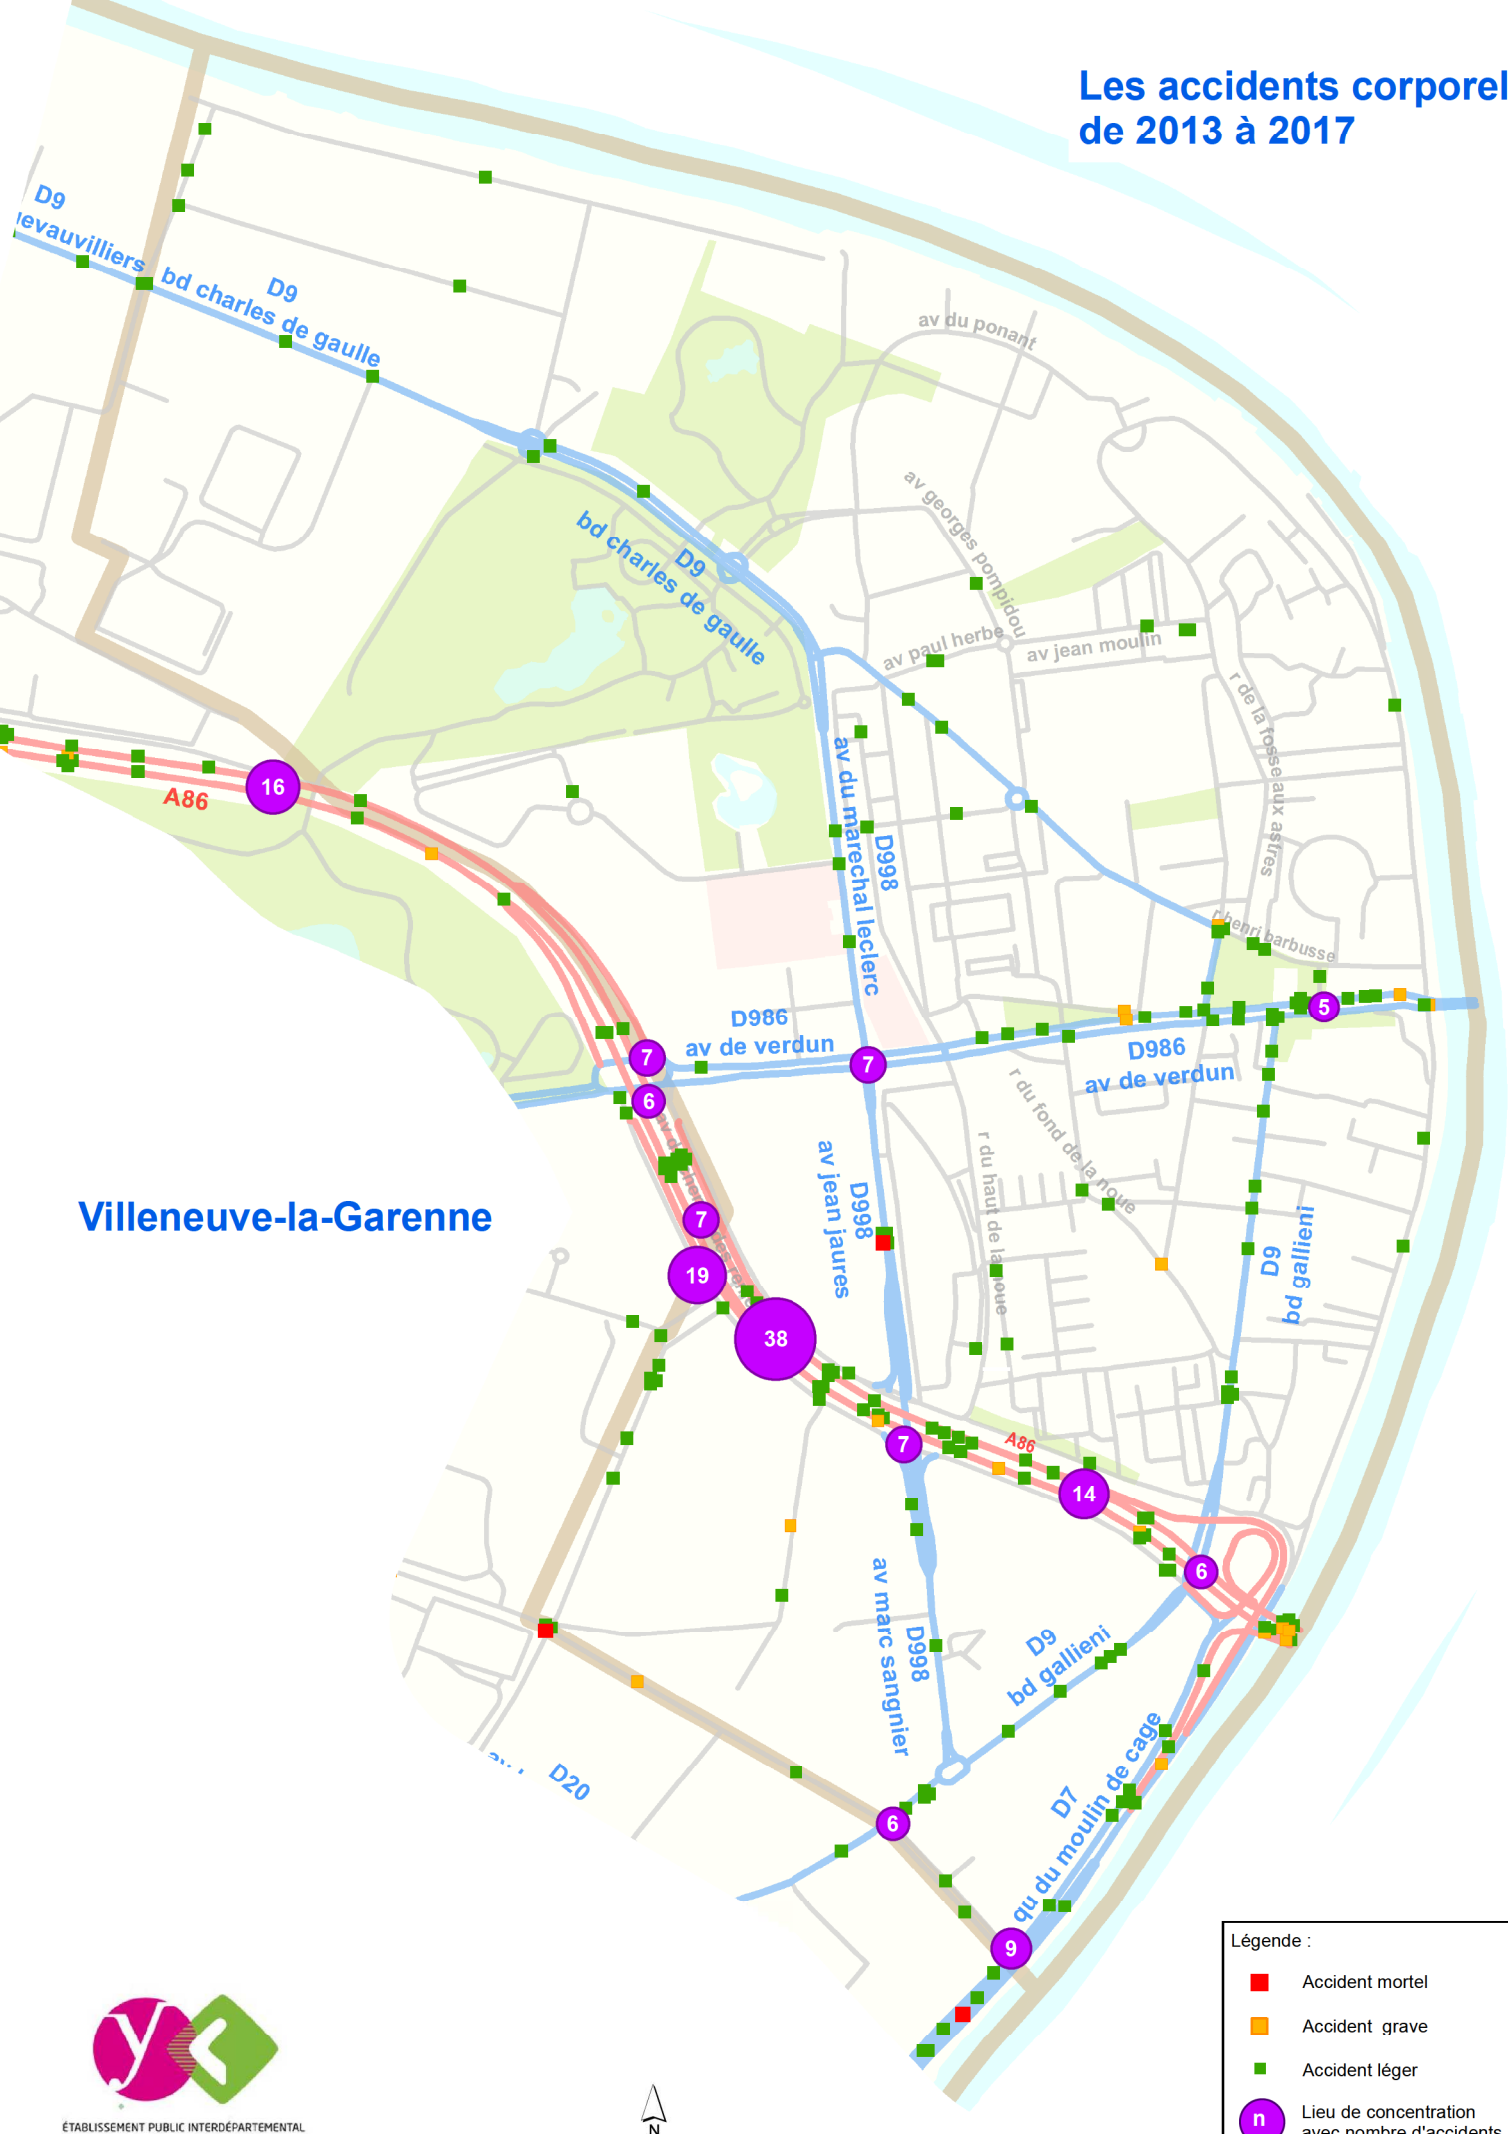 Les accidents corporel
de 2013 à 2017
D9
bd charles de gaulle
D9
D9
bd charles de gaulle
av du ponant
av georges pompidou
av paul herbe
av jean moulin
r de la fosse aux astres
r henri barbusse
A86
16
av du marechal leclerc
D998
D986
av de verdun
7
7
6
5
D986
av de verdun
r du fond de la noue
r du haut de la noue
Villeneuve-la-Garenne
av jean jaures
D998
D9
bd gallieni
7
19
38
7
A86
14
6
av marc sangnier
D998
D9
bd gallieni
D20
D7
qu du moulin de cage
6
9
Légende :
Accident mortel
Accident grave
Accident léger
n
Lieu de concentration
avec nombre d'accidents
ÉTABLISSEMENT PUBLIC INTERDÉPARTEMENTAL
N